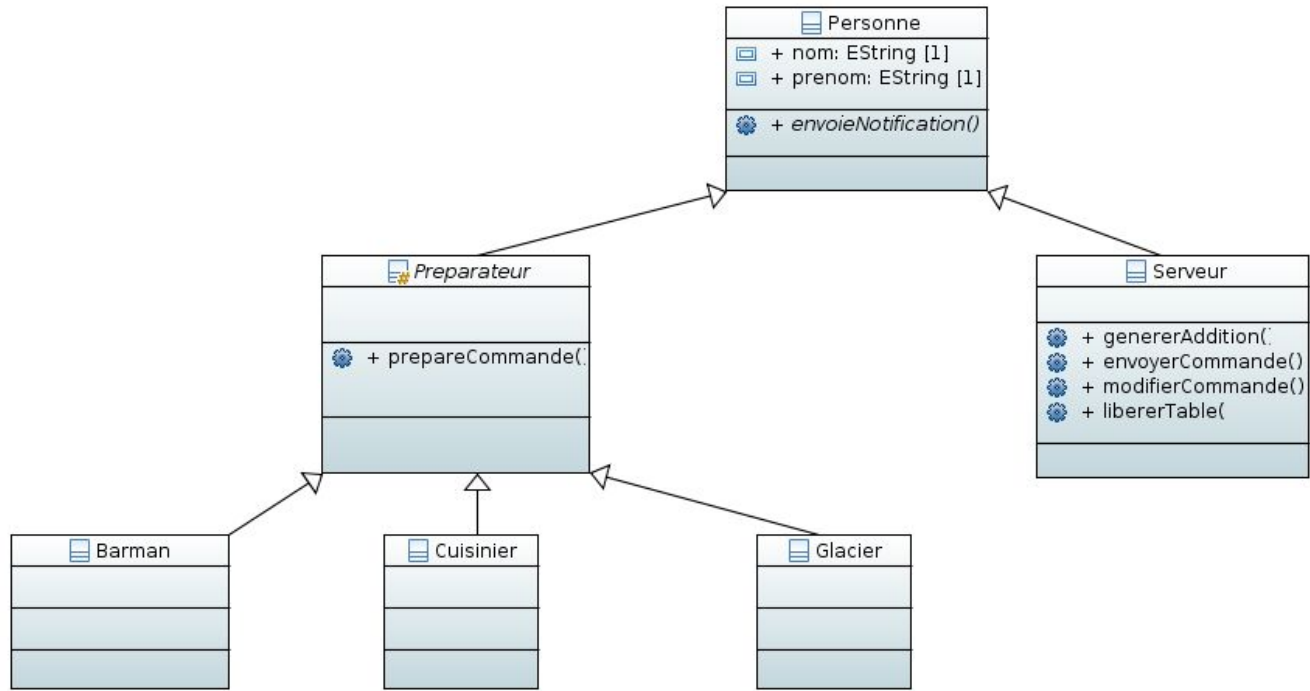 Personne
+ nom: EString [1]
+ prenom: EString [1]
+ envoieNotification()
Preparateur
+ prepareCommande()
Serveur
+ genererAddition()
+ envoyerCommande()
+ modifierCommande()
+ libererTable(
Barman
Cuisinier
Glacier